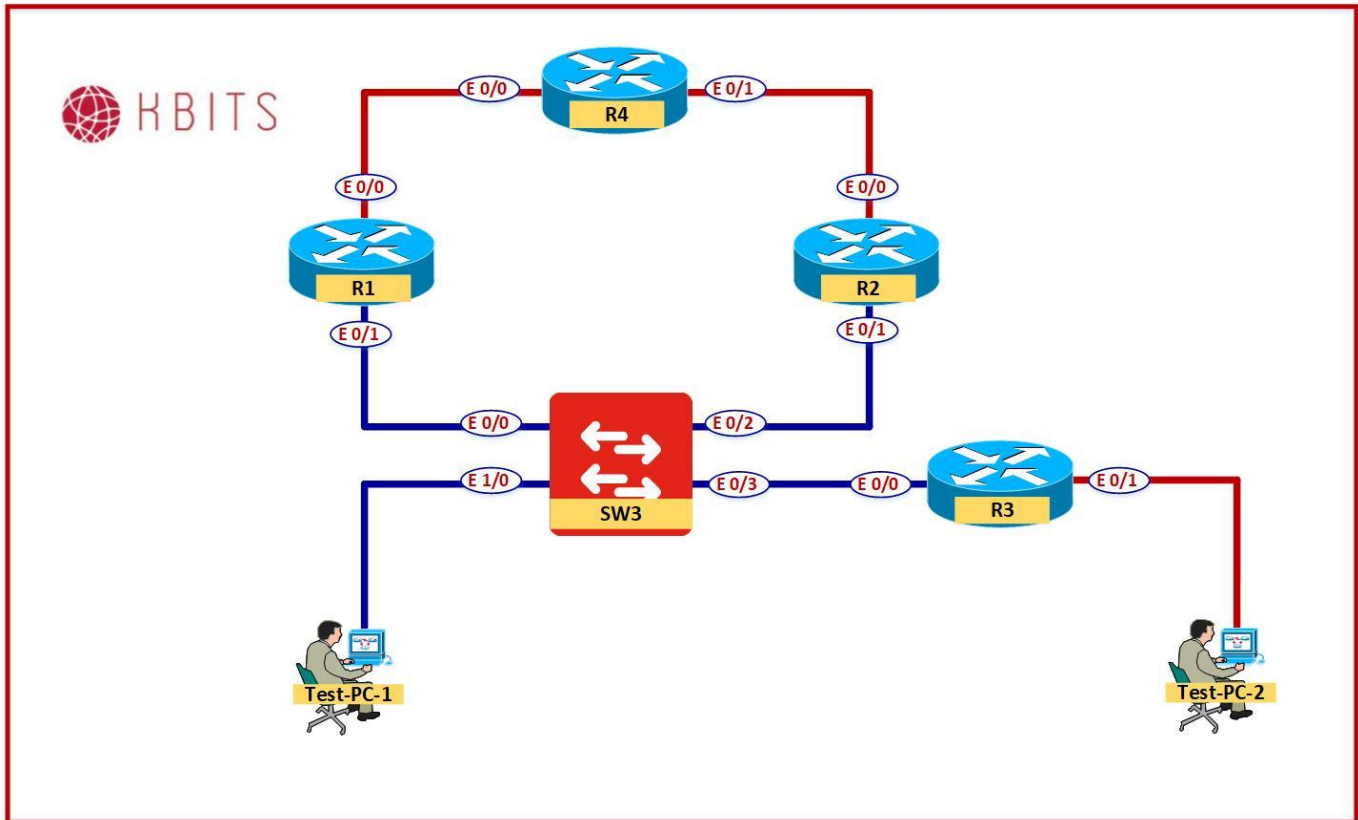 E 0/0
E 0/1
R4
KBITS
E 0/0
E 0/0
R1
R2
E 0/1
E 0/1
E 0/0
E 0/2
E 1/0
E 0/3
E 0/0
E 0/1
SW3
R3
Test-PC-1
Test-PC-2